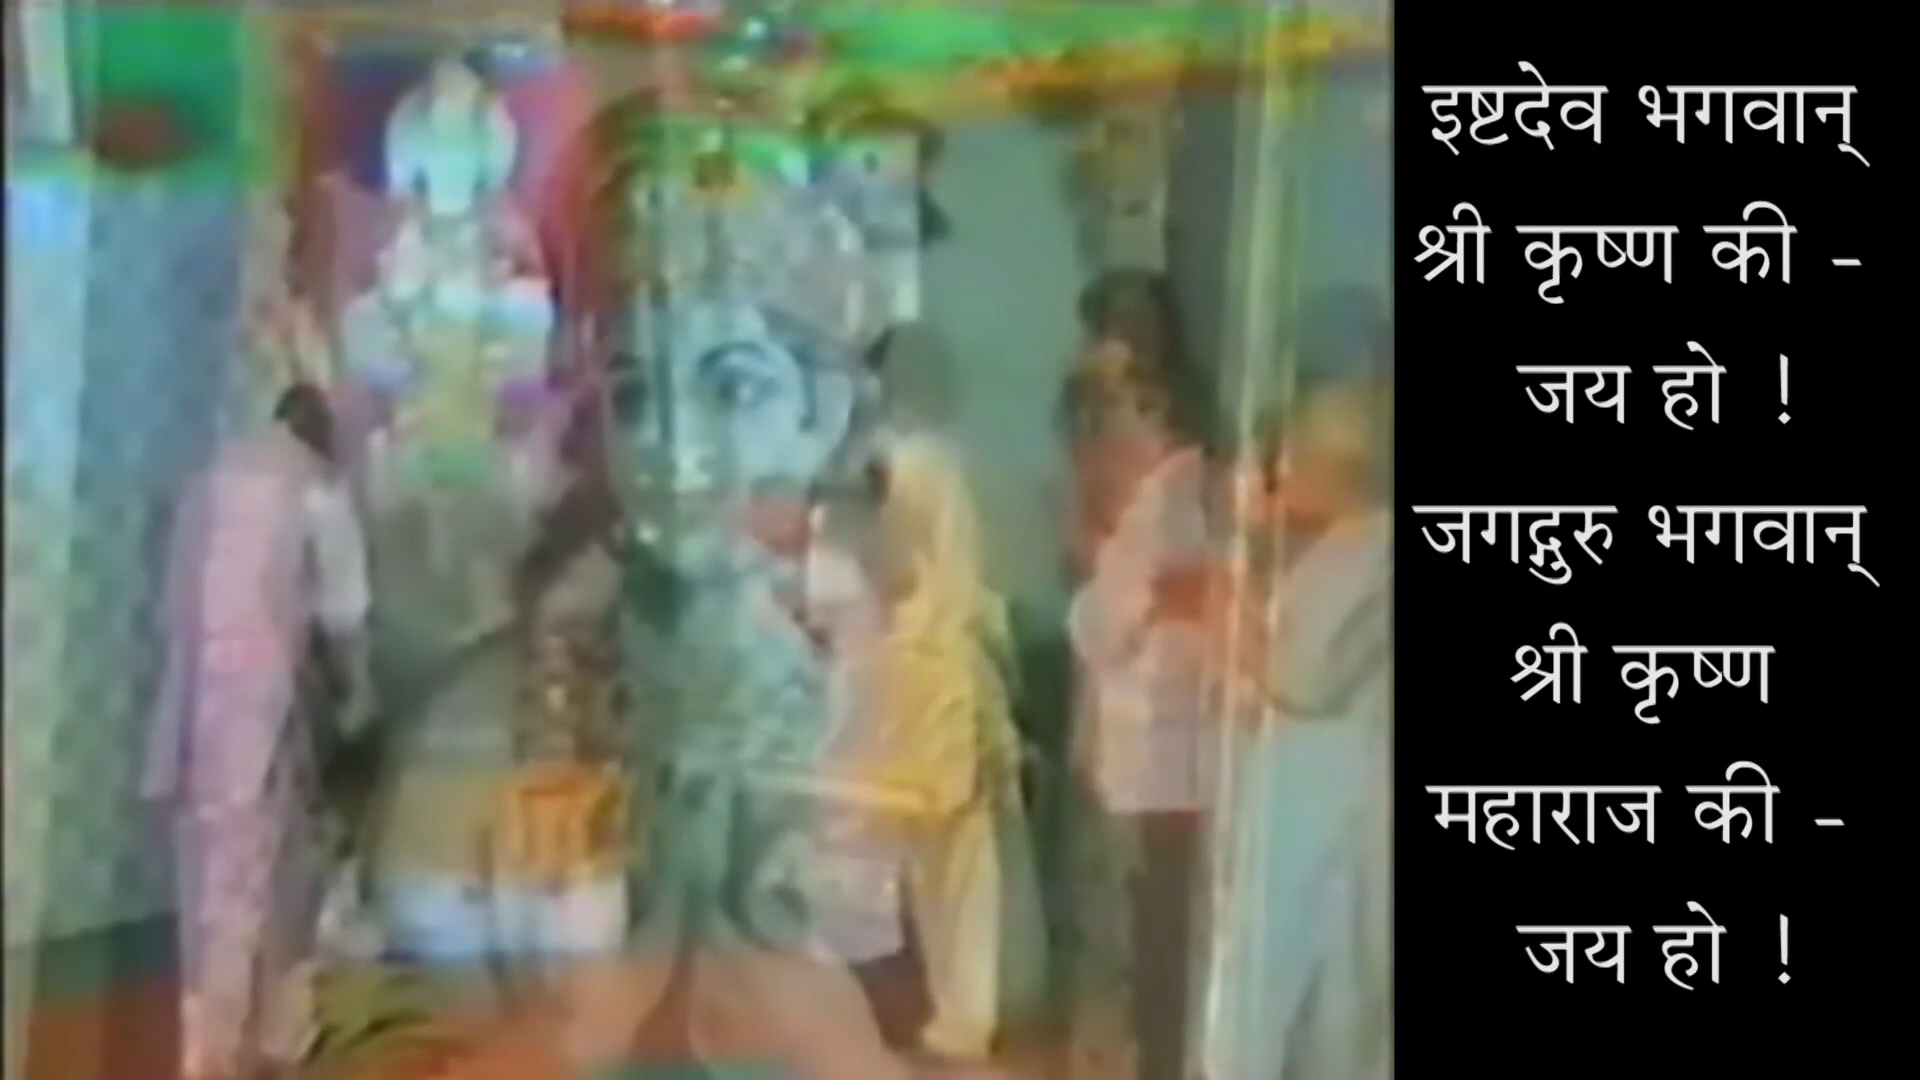 इष्टदेव भगवान्
श्री कृष्ण की -
जय हो !
जगद्गुरु भगवान्
श्री कृष्ण
महाराज की -
जय हो !